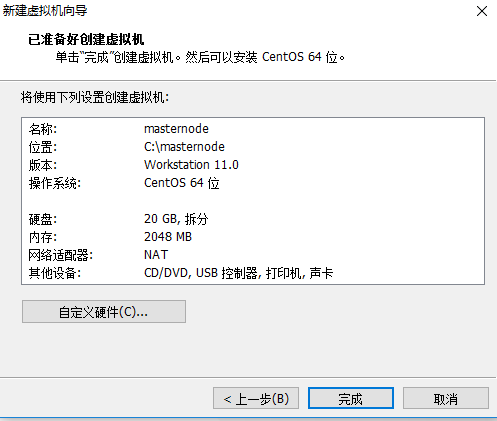 新建虚拟机向导
已准备好创建虚拟机
单击“完成”创建虚拟机。然后可以安装 CentOS 64 位。
将使用下列设置创建虚拟机:
名称: masternode
位置: C:\masternode
版本: Workstation 11.0
操作系统: CentOS 64 位
硬盘: 20 GB, 拆分
内存: 2048 MB
网络适配器: NAT
其他设备: CD/DVD, USB 控制器, 打印机, 声卡
自定义硬件(C)...
< 上一步(B) 完成 取消